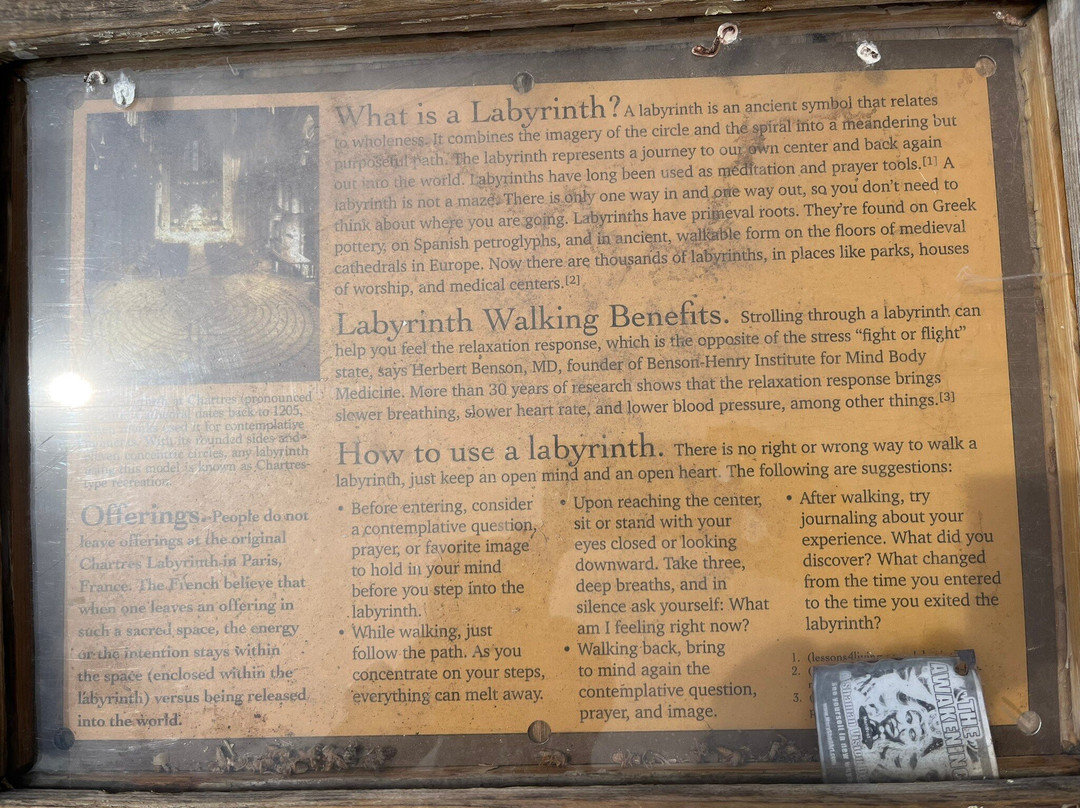 What is a Labyrinth? A labyrinth is an ancient symbol that relates
to wholeness. It combines the imagery of the circle and the spiral into a meandering but
purposeful path. The labyrinth represents a journey to our own center and back again
out into the world. Labyrinths have long been used as meditation and prayer tools.[1] A
labyrinth is not a maze. There is only one way in and one way out, so you don't need to
think about where you are going. Labyrinths have primeval roots. They're found on Greek
pottery, on Spanish petroglyphs, and in ancient, walkable form on the floors of medieval
cathedrals in Europe. Now there are thousands of labyrinths, in places like parks, houses
of worship, and medical centers.[2]
Labyrinth Walking Benefits. Strolling through a labyrinth can
help you feel the relaxation response, which is the opposite of the stress "fight or flight"
state, says Herbert Benson, MD, founder of Benson-Henry Institute for Mind Body
Medicine. More than 30 years of research shows that the relaxation response brings
slower breathing, slower heart rate, and lower blood pressure, among other things.[3]
How to use a labyrinth. There is no right or wrong way to walk a
labyrinth, just keep an open mind and an open heart. The following are suggestions:
• Before entering, consider
a contemplative question,
prayer, or favorite image
to hold in your mind
before you step into the
labyrinth.
• While walking, just
follow the path. As you
concentrate on your steps,
everything can melt away.
• Upon reaching the center,
sit or stand with your
eyes closed or looking
downward. Take three,
deep breaths, and in
silence ask yourself: What
am I feeling right now?
• Walking back, bring
to mind again the
contemplative question,
prayer, and image.
• After walking, try
journaling about your
experience. What did you
discover? What changed
from the time you entered
to the time you exited the
labyrinth?
1.
2.
3.
at Chartres (pronounced
dates back to 1205,
used it for contemplative
With its rounded sides and
concentric circles, any labyrinth
using this model is known as Chartres-
type recreation.
Offerings. People do not
leave offerings at the original
Chartres Labyrinth in Paris,
France. The French believe that
when one leaves an offering in
such a sacred space, the energy
or the intention stays within
the space (enclosed within the
labyrinth) versus being released
into the world.
THE
AWAKENING